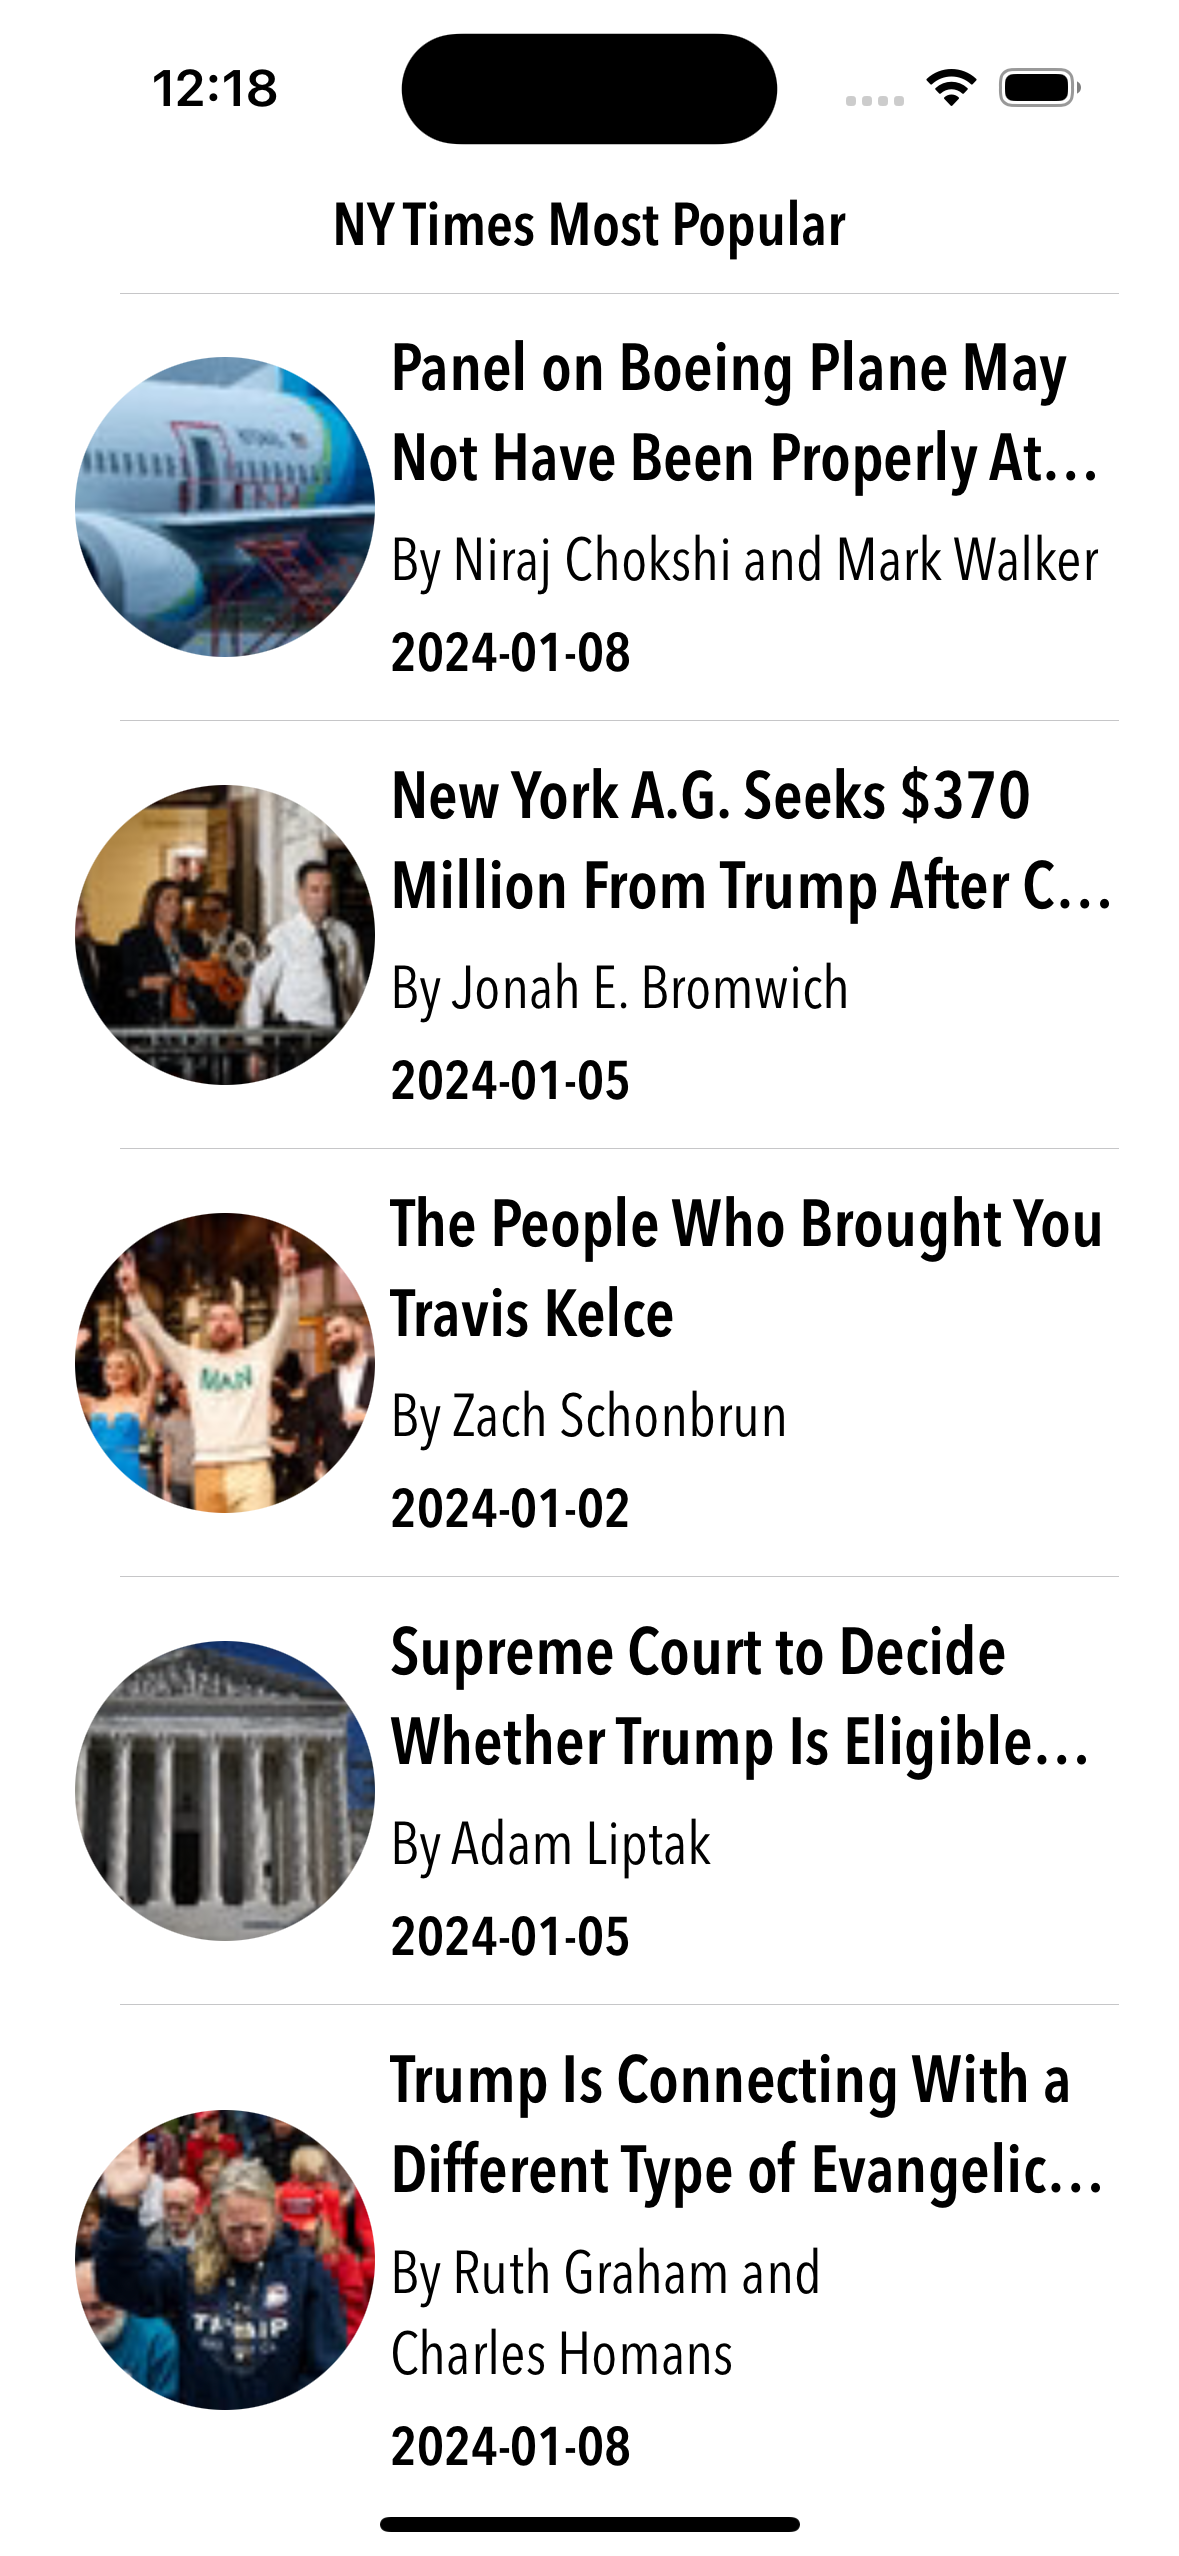 12:18
NY Times Most Popular
Panel on Boeing Plane May
Not Have Been Properly At…
By Niraj Chokshi and Mark Walker
2024-01-08
New York A.G. Seeks $370
Million From Trump After C…
By Jonah E. Bromwich
2024-01-05
The People Who Brought You
Travis Kelce
MAN
By Zach Schonbrun
2024-01-02
Supreme Court to Decide
Whether Trump Is Eligible…
By Adam Liptak
2024-01-05
Trump Is Connecting With a
Different Type of Evangelic…
By Ruth Graham and
Charles Homans
TRUMP
2024-01-08